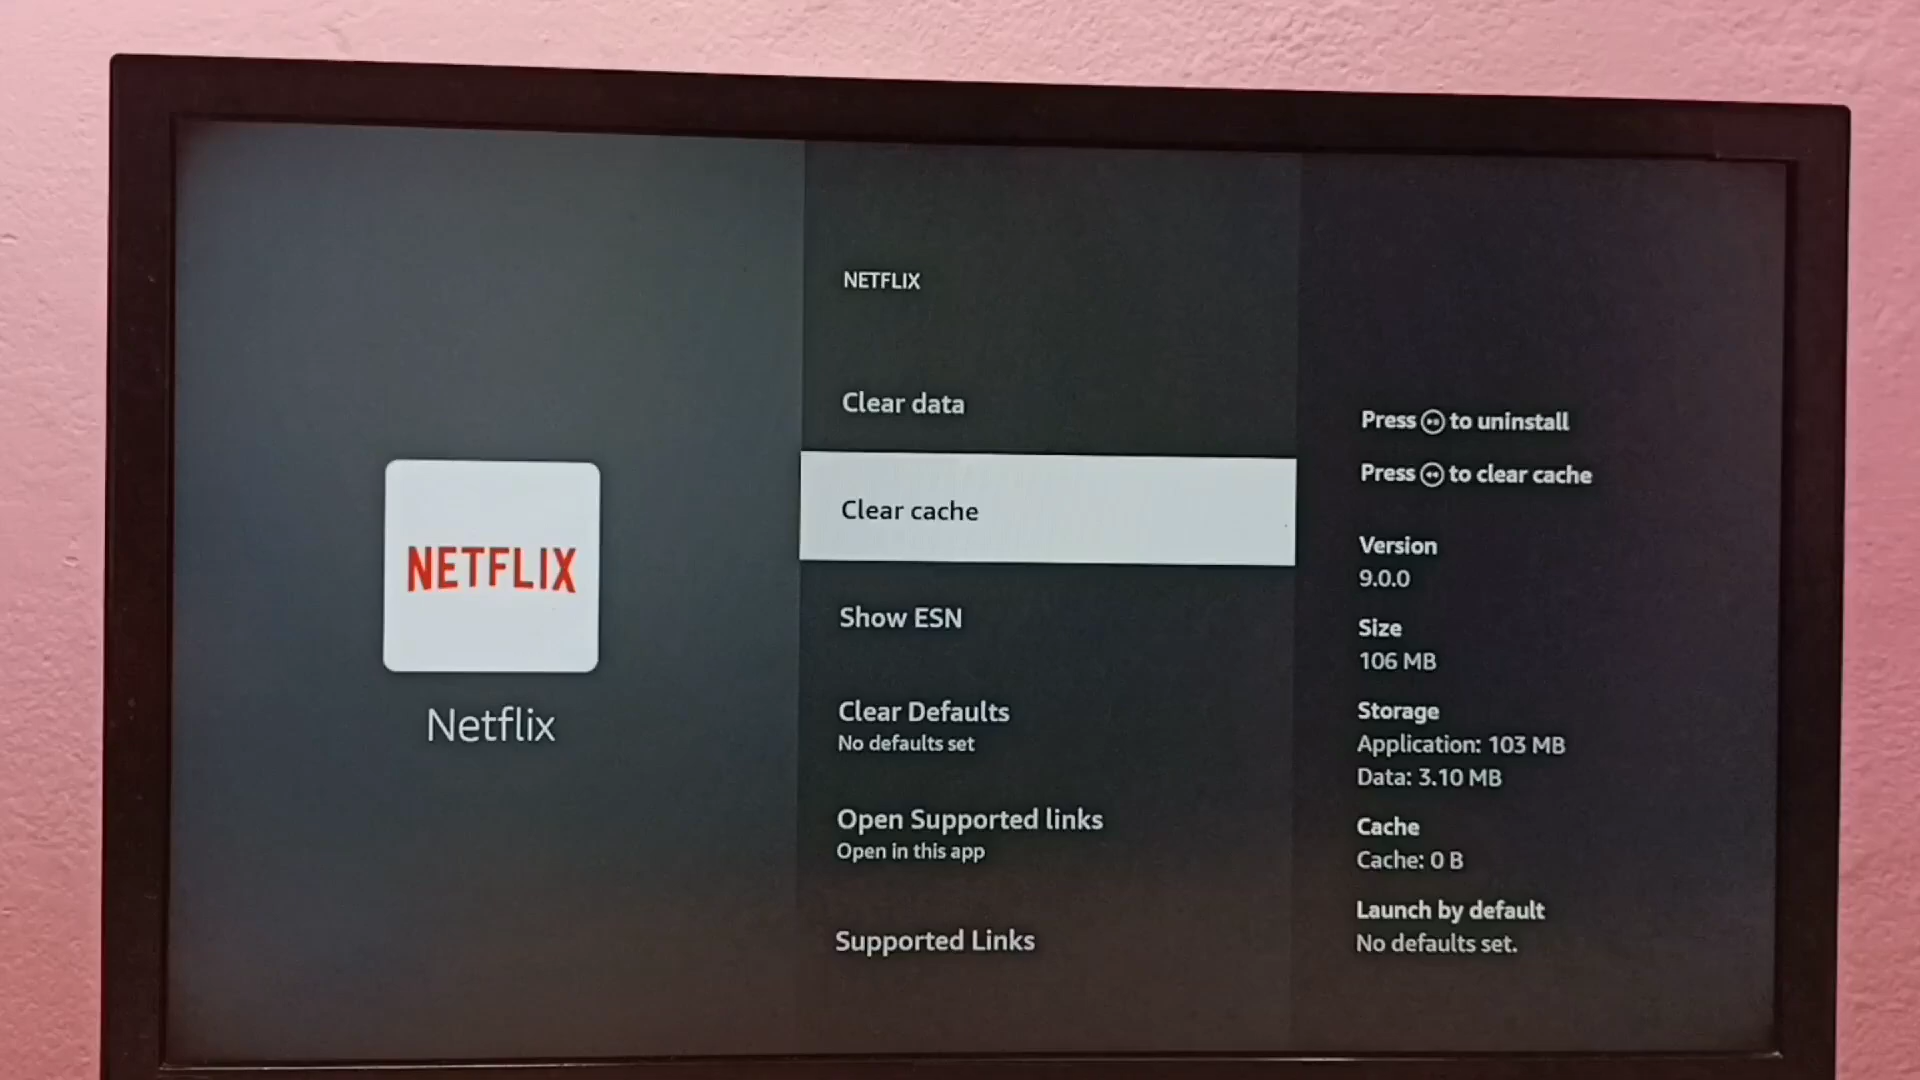 NETFLIX
Netflix
NETFLIX
Clear data
Clear cache
Show ESN
Clear Defaults
No defaults set
Open Supported links
Open in this app
Supported Links
Press to uninstall
Press to clear cache
Version
9.0.0
Size
106 MB
Storage
Application: 103 MB
Data: 3.10 MB
Cache
Cache: 0 B
Launch by default
No defaults set.